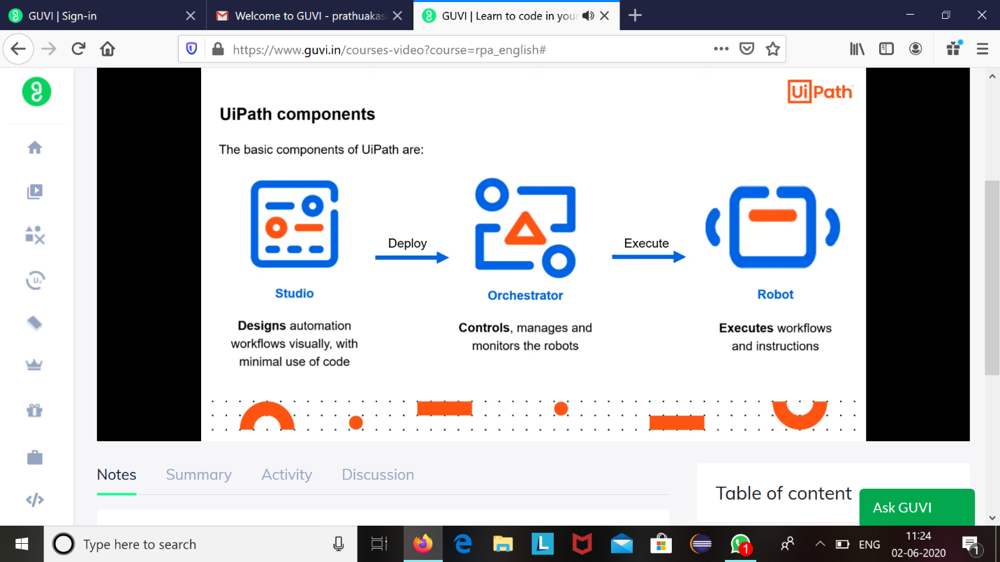 GUVI | Sign-in
Welcome to GUVI - prathuakas
GUVI | Learn to code in your
https://www.guvi.in/courses-video?course=rpa_english#
UiPath
UiPath components
The basic components of UiPath are:
Deploy
Execute
Studio
Orchestrator
Robot
Designs automation
workflows visually, with
minimal use of code
Controls, manages and
monitors the robots
Executes workflows
and instructions
Notes Summary Activity Discussion
Table of content
Ask GUVI
Type here to search
L
1
ENG
11:24
02-06-2020
1